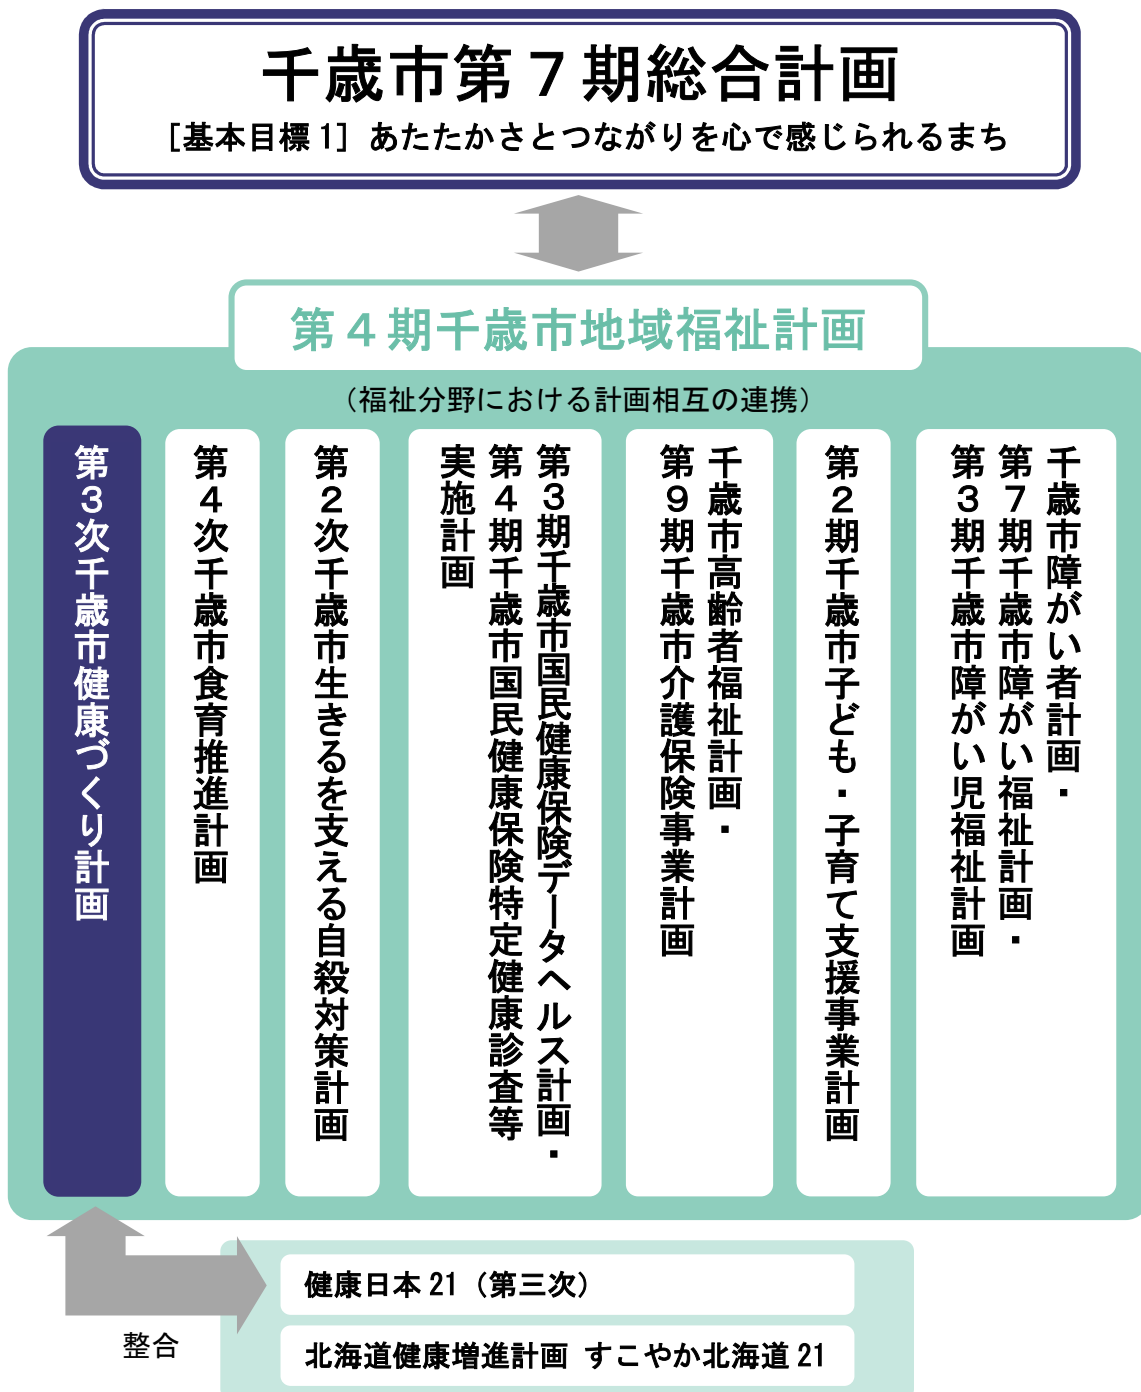 千歳市第７期総合計画
［基本目標１］あたたかさとつながりを心で感じられるまち
第４期千歳市地域福祉計画
（福祉分野における計画相互の連携）
第３次千歳市健康づくり計画
第４次千歳市食育推進計画
第２次千歳市生きるを支える自殺対策計画
第３期千歳市国民健康保険データヘルス計画・
第４期千歳市国民健康保険特定健康診査等
実施計画
千歳市高齢者福祉計画・
第９期千歳市介護保険事業計画
第２期千歳市子ども・子育て支援事業計画
千歳市障がい者計画・
第７期千歳市障がい福祉計画・
第３期千歳市障がい児福祉計画
健康日本21（第三次）
整合
北海道健康増進計画 すこやか北海道21